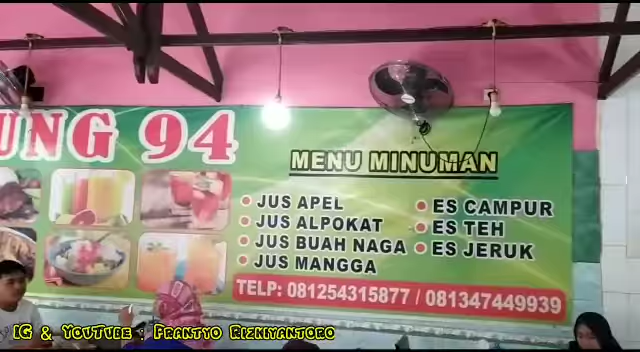 UNG 94
MENU MINUMAN
JUS APEL
JUS ALPOKAT
JUS BUAH NAGA
JUS MANGGA
ES CAMPUR
ES TEH
ES JERUK
TELP: 081254315877 / 081347449939
IG & YouTube : Prantyo Rizkiyantoro